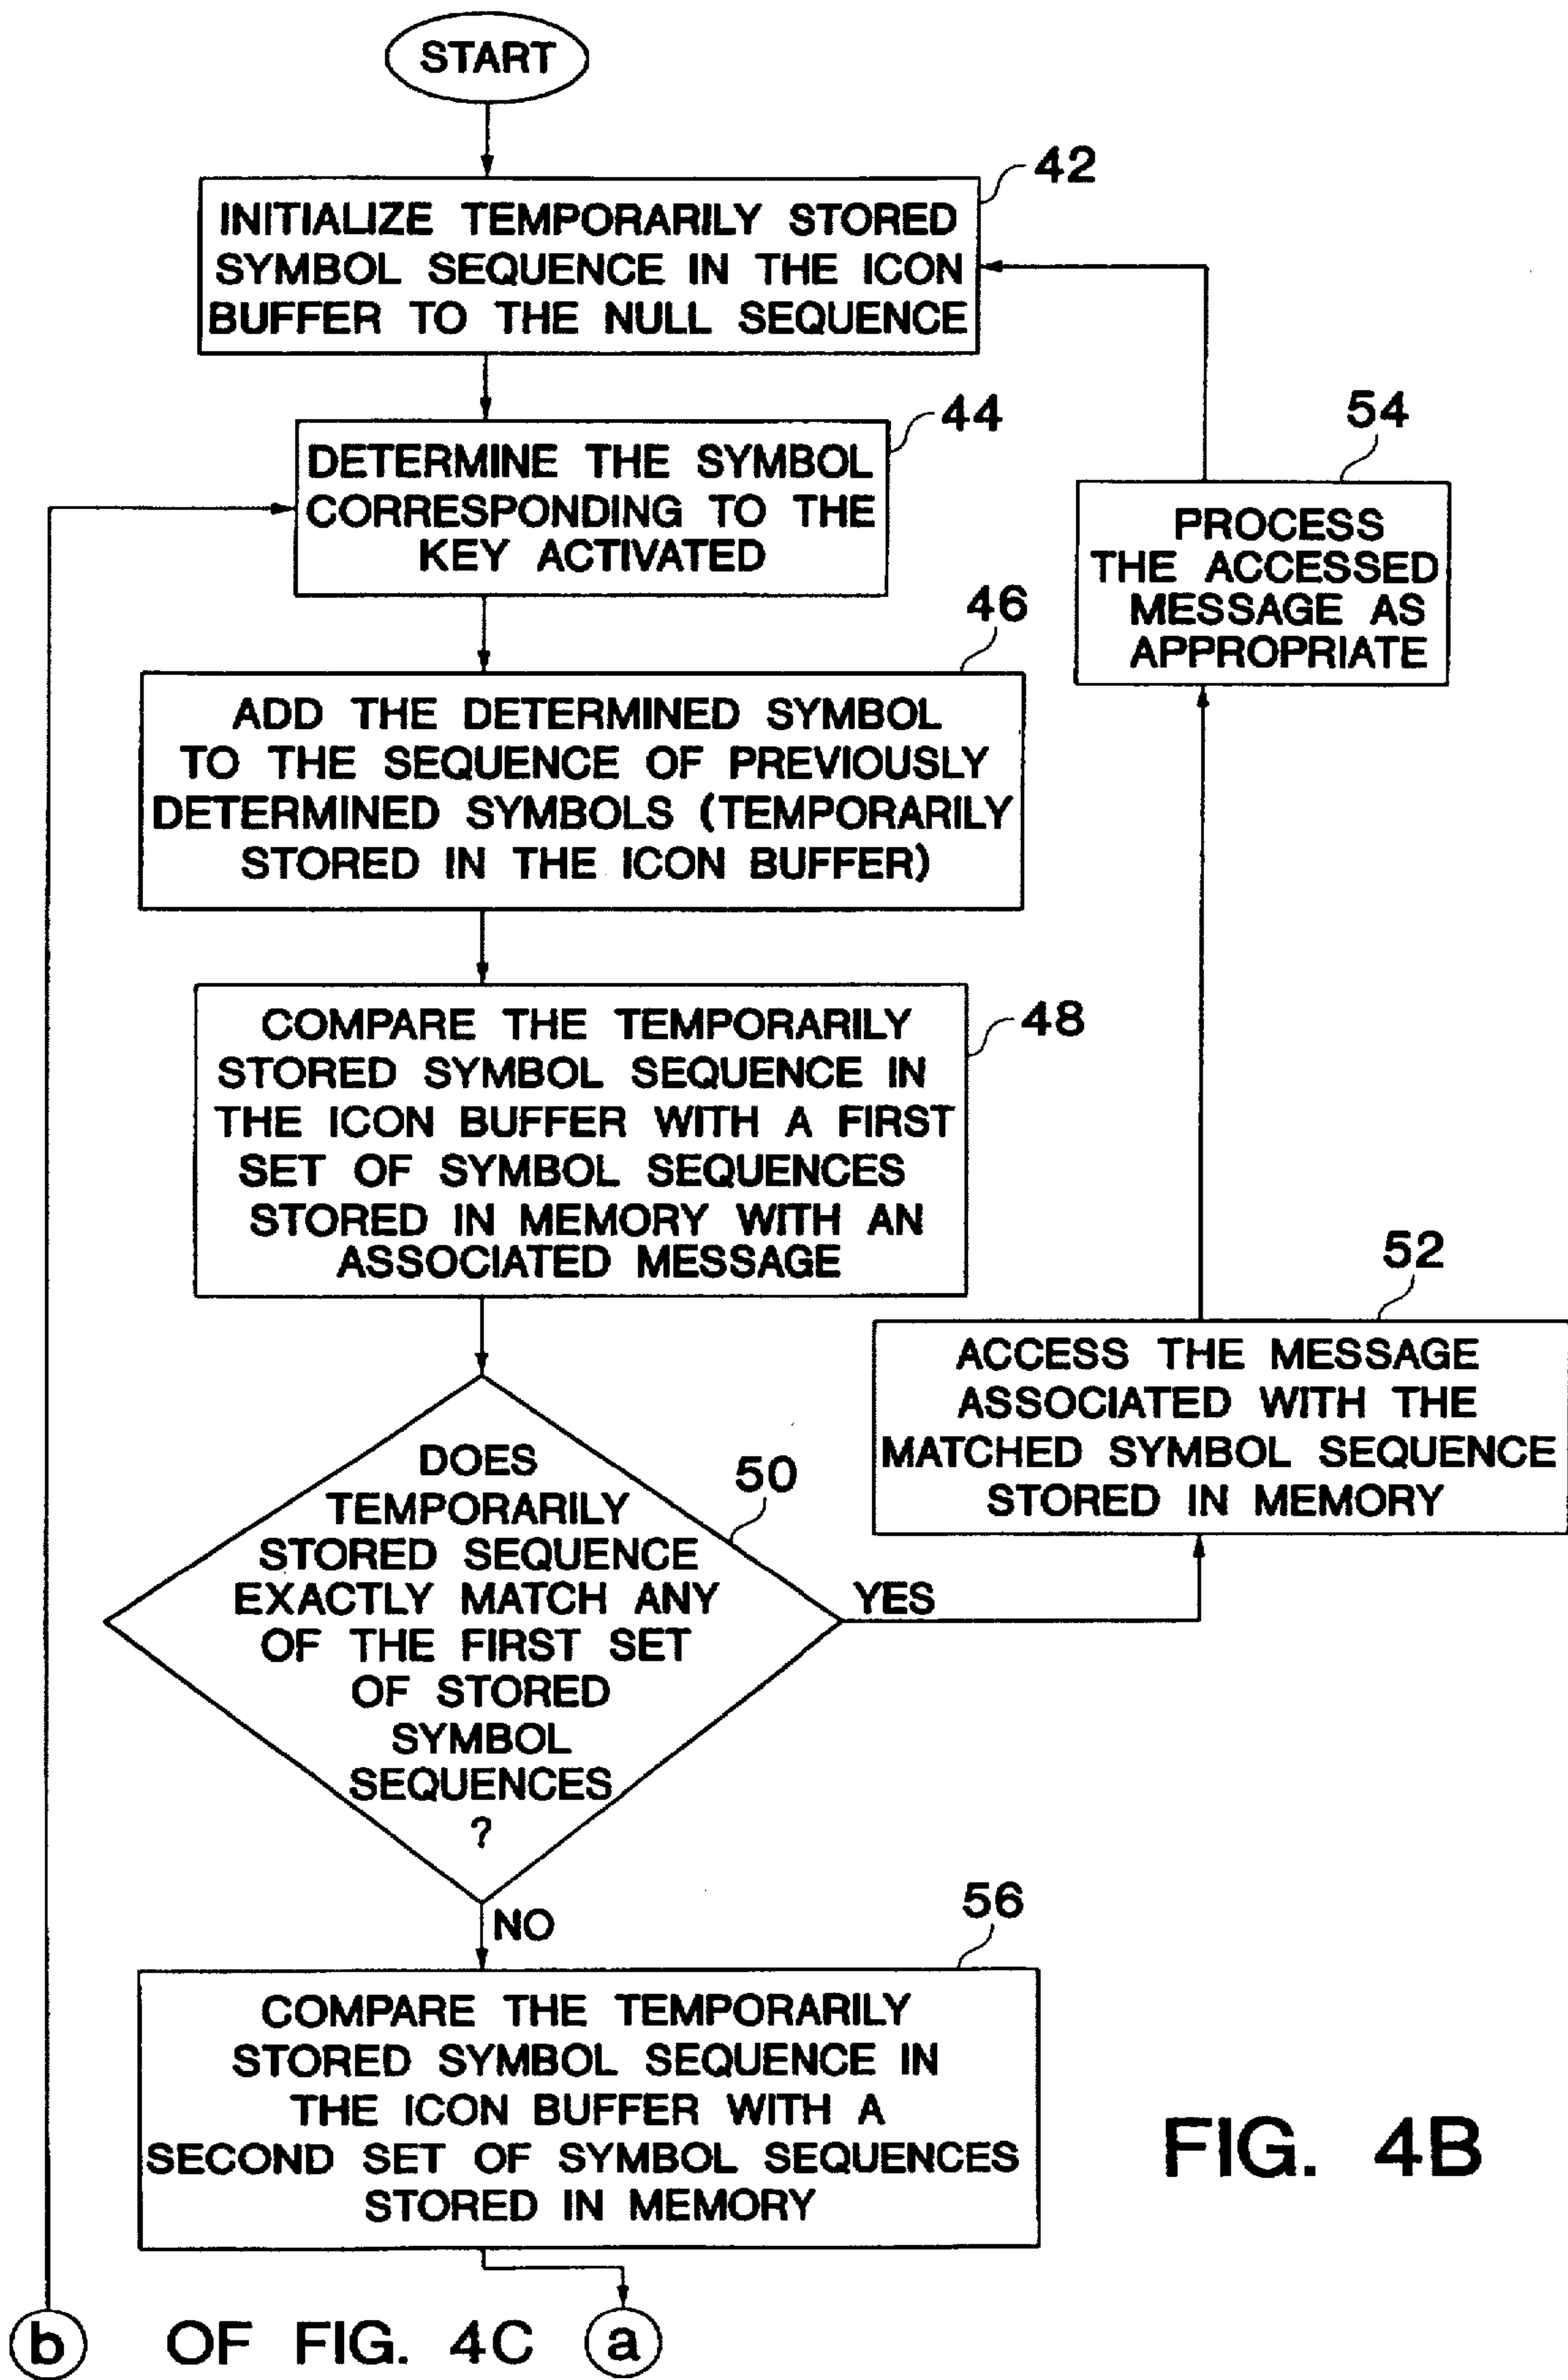 START
42
INITIALIZE TEMPORARILY STORED
SYMBOL SEQUENCE IN THE ICON
BUFFER TO THE NULL SEQUENCE
44
DETERMINE THE SYMBOL
CORRESPONDING TO THE
KEY ACTIVATED
54
PROCESS
THE ACCESSED
MESSAGE AS
APPROPRIATE
46
ADD THE DETERMINED SYMBOL
TO THE SEQUENCE OF PREVIOUSLY
DETERMINED SYMBOLS (TEMPORARILY
STORED IN THE ICON BUFFER)
48
COMPARE THE TEMPORARILY
STORED SYMBOL SEQUENCE IN
THE ICON BUFFER WITH A FIRST
SET OF SYMBOL SEQUENCES
STORED IN MEMORY WITH AN
ASSOCIATED MESSAGE
52
ACCESS THE MESSAGE
ASSOCIATED WITH THE
MATCHED SYMBOL SEQUENCE
STORED IN MEMORY
50
DOES
TEMPORARILY
STORED SEQUENCE
EXACTLY MATCH ANY
OF THE FIRST SET
OF STORED
SYMBOL
SEQUENCES
?
YES
NO
56
COMPARE THE TEMPORARILY
STORED SYMBOL SEQUENCE IN
THE ICON BUFFER WITH A
SECOND SET OF SYMBOL SEQUENCES
STORED IN MEMORY
FIG. 4B
b OF FIG. 4C a